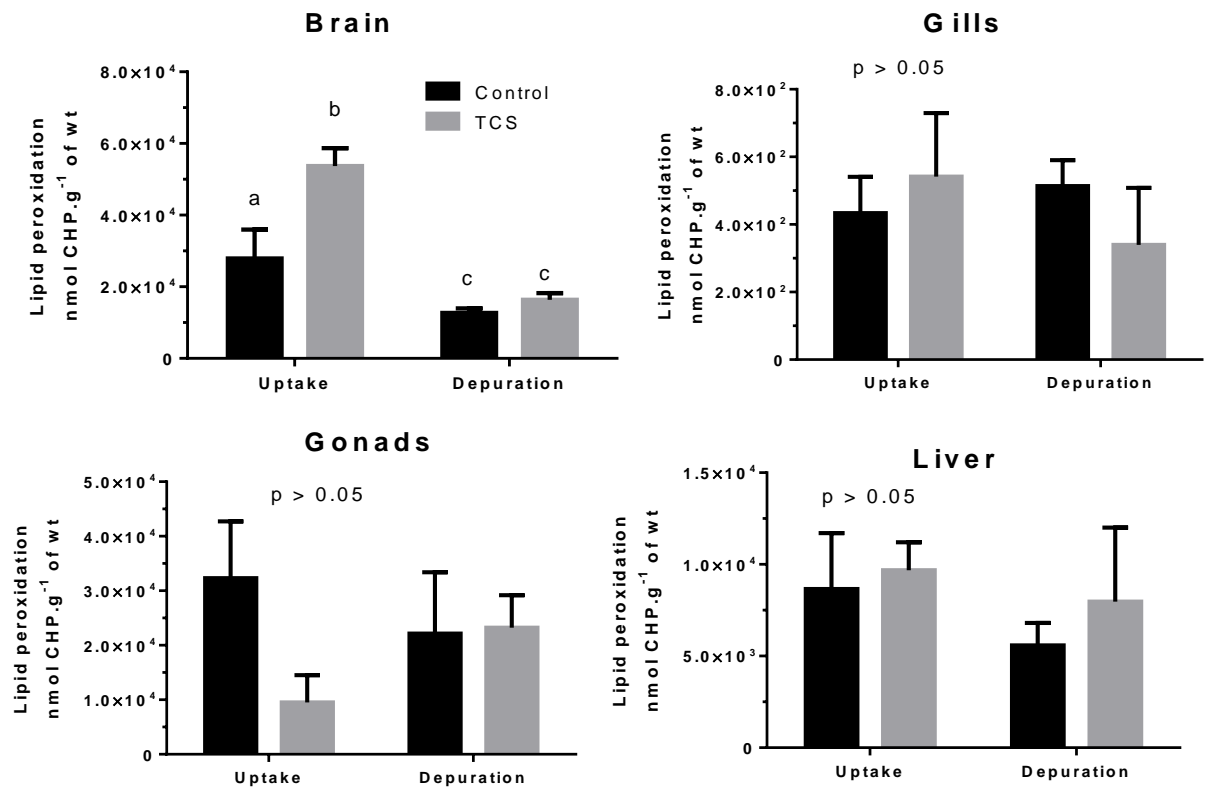 Brain
Lipid peroxidation
nmol CHP.g⁻¹ of wt
8.0×10⁴
6.0×10⁴
4.0×10⁴
2.0×10⁴
0
a
b
c
c
Control
TCS
Uptake
Depuration
Gills
p > 0.05
Lipid peroxidation
nmol CHP.g⁻¹ of wt
8.0×10²
6.0×10²
4.0×10²
2.0×10²
0
Uptake
Depuration
Gonads
p > 0.05
Lipid peroxidation
nmol CHP.g⁻¹ of wt
5.0×10⁴
4.0×10⁴
3.0×10⁴
2.0×10⁴
1.0×10⁴
0
Uptake
Depuration
Liver
p > 0.05
Lipid peroxidation
nmol CHP.g⁻¹ of wt
1.5×10⁴
1.0×10⁴
5.0×10³
0
Uptake
Depuration